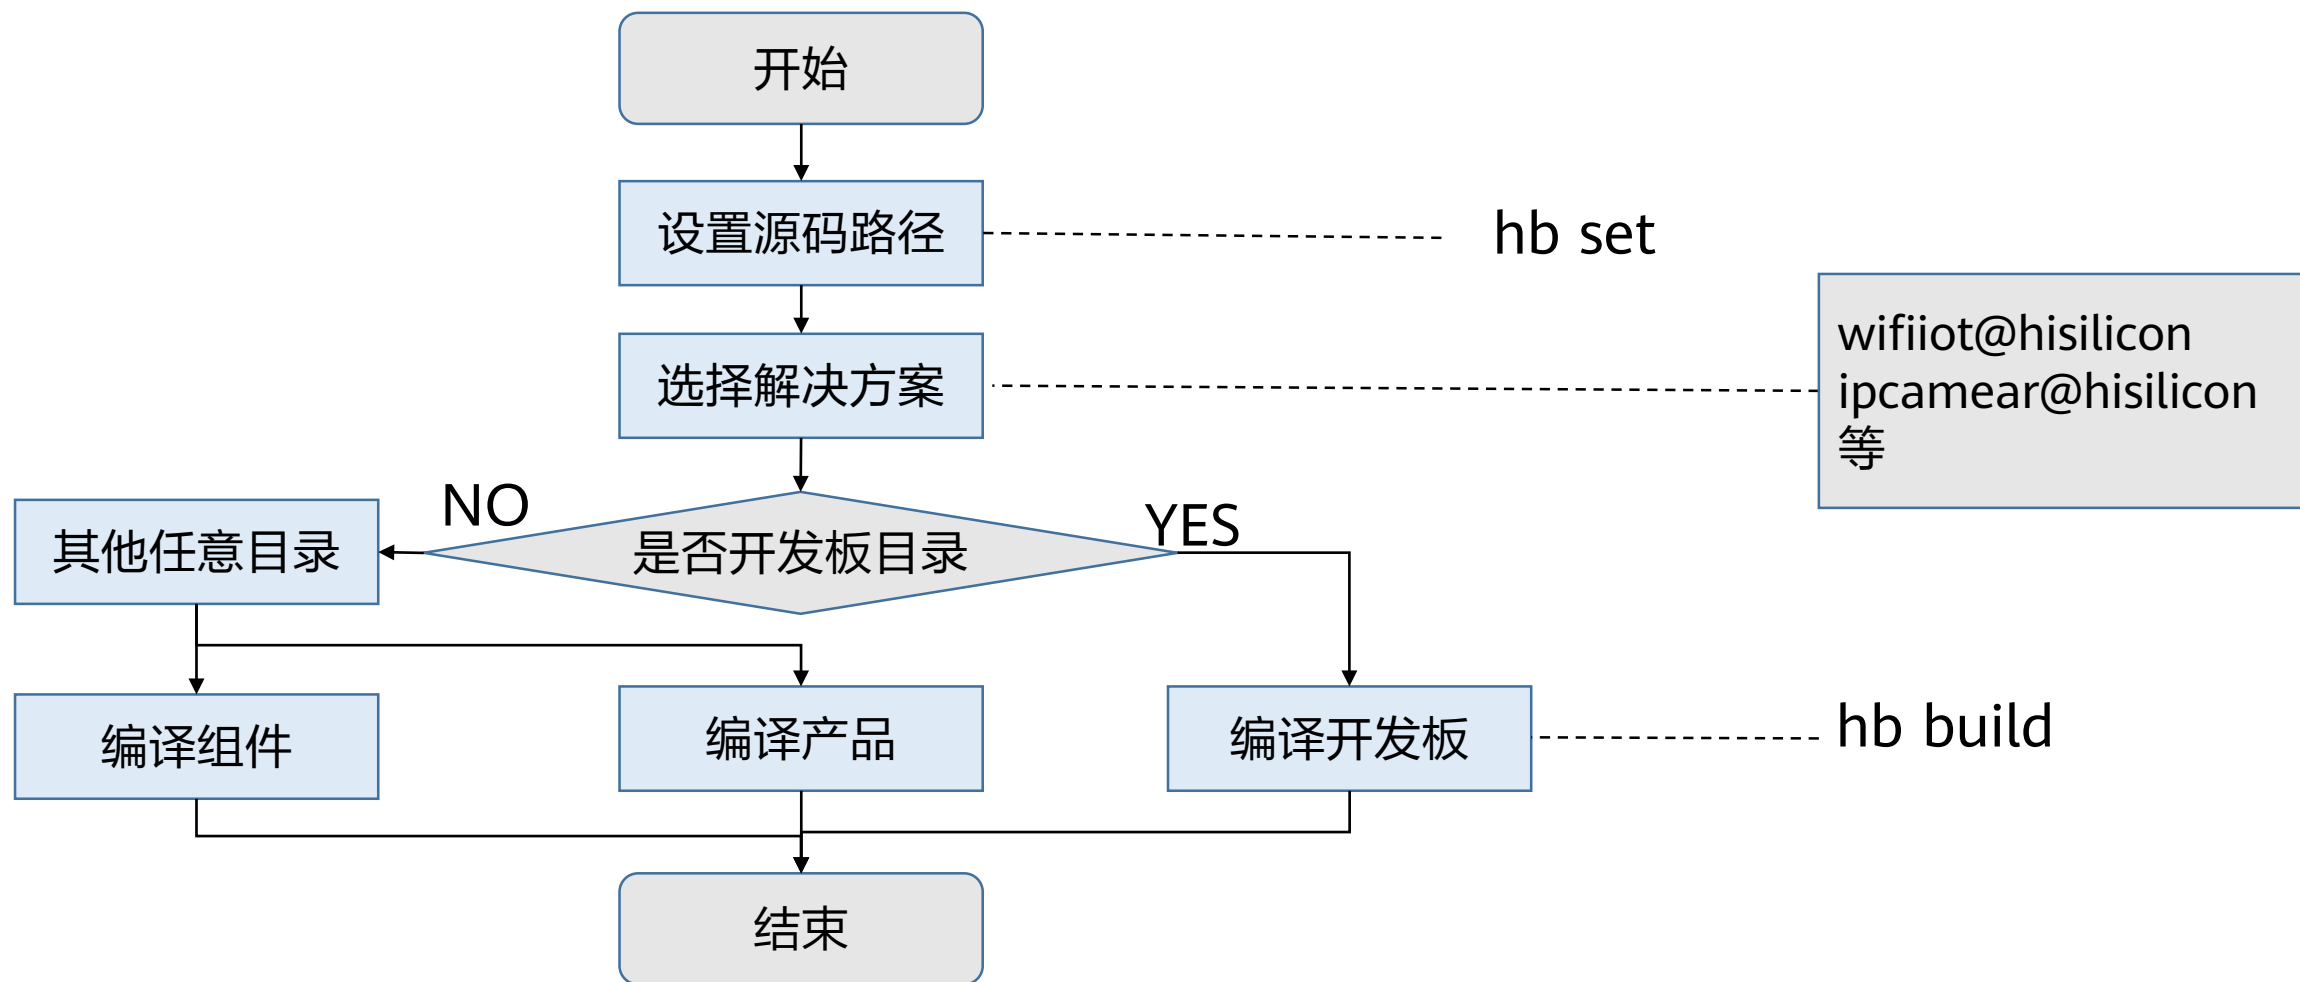 开始
设置源码路径
hb set
wifiiot@hisilicon
ipcamear@hisilicon
等
选择解决方案
NO
YES
其他任意目录
是否开发板目录
编译组件
编译产品
编译开发板
hb build
结束